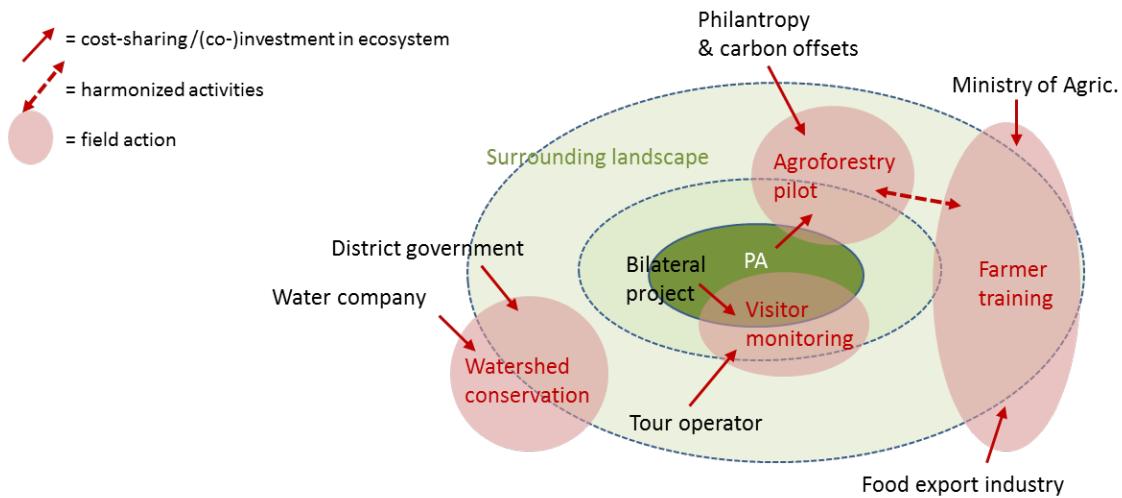 = cost-sharing /(co-)investment in ecosystem
= harmonized activities
= field action
Philantropy
& carbon offsets
Ministry of Agric.
Surrounding landscape
Agroforestry
pilot
District government
Water company
Bilateral
project
PA
Visitor
monitoring
Farmer
training
Watershed
conservation
Tour operator
Food export industry